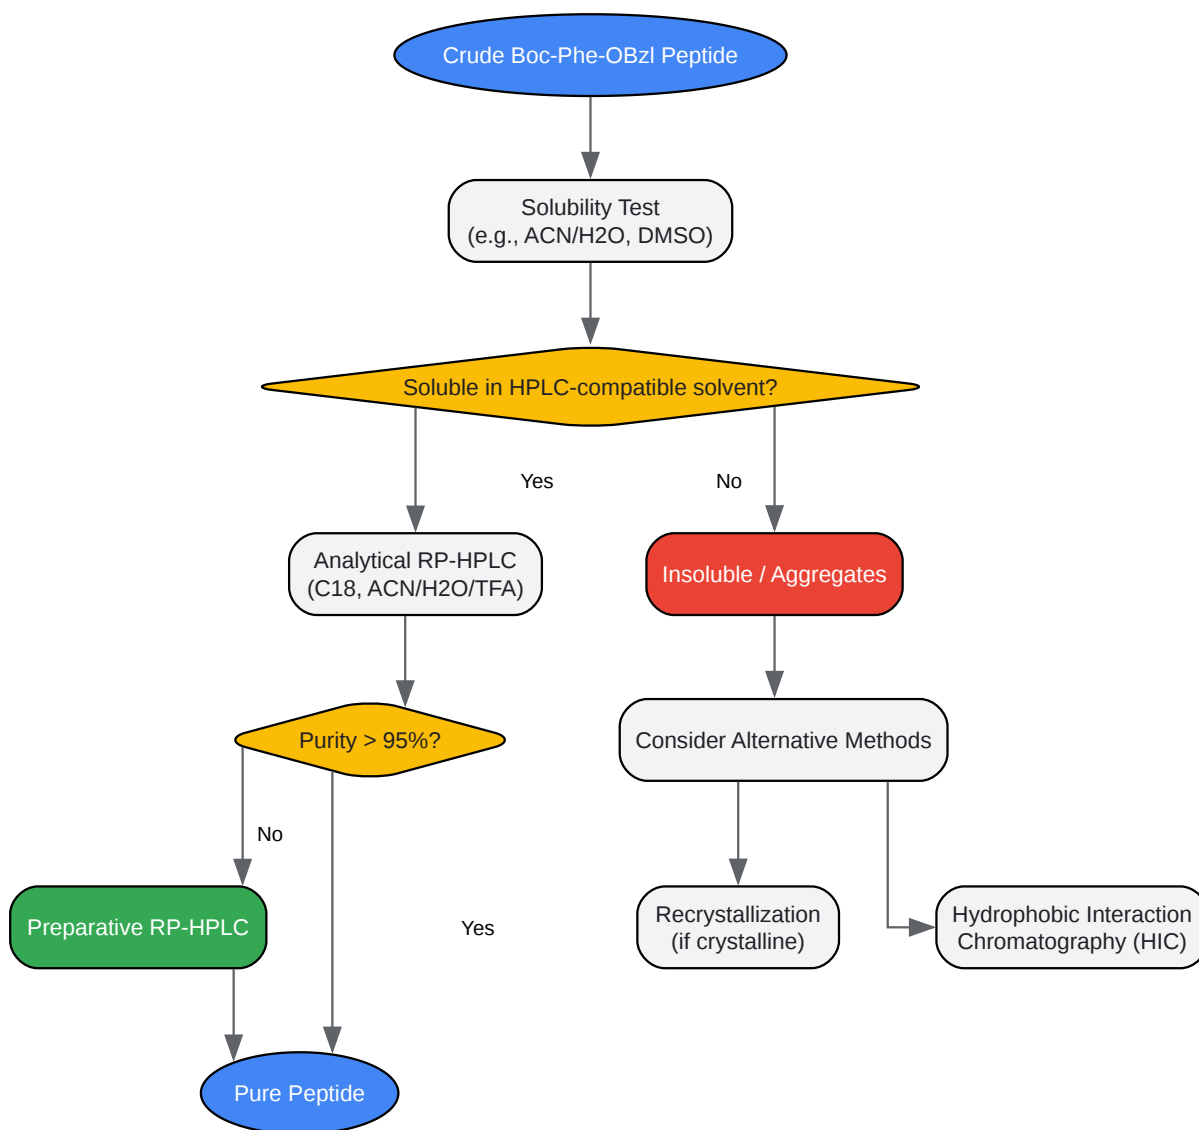 Crude Boc-Phe-OBzl Peptide
Solubility Test
(e.g., ACN/H2O, DMSO)
Soluble in HPLC-compatible solvent?
Yes
No
Analytical RP-HPLC
(C18, ACN/H2O/TFA)
Insoluble / Aggregates
Purity > 95%?
Consider Alternative Methods
No
Preparative RP-HPLC
Yes
Recrystallization
(if crystalline)
Hydrophobic Interaction
Chromatography (HIC)
Pure Peptide